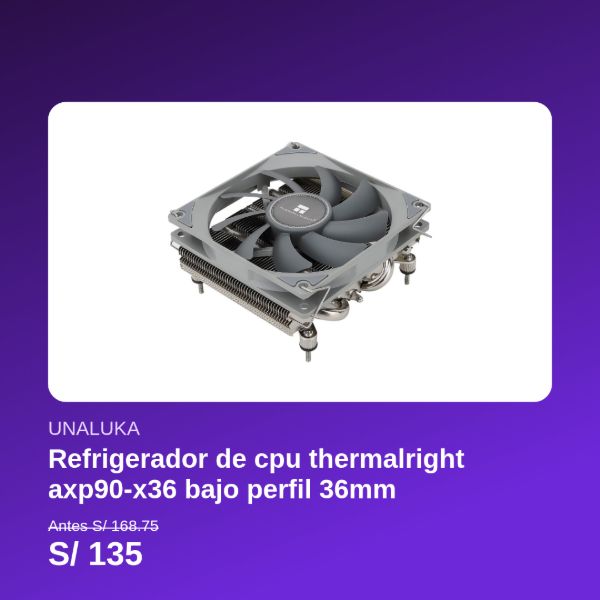 UNALUKA
Refrigerador de cpu thermalright
axp90-x36 bajo perfil 36mm
Antes S/ 168.75
S/ 135